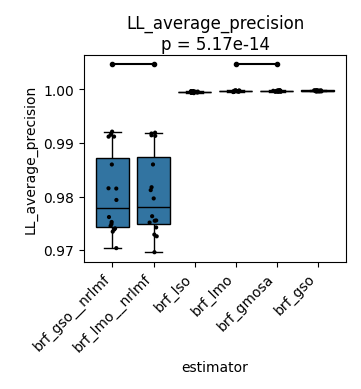 LL_average_precision
p = 5.17e-14
LL_average_precision
1.00
0.99
0.98
0.97
brf_gso__nrlmf
brf_lmo__nrlmf
brf_lso
brf_lmo
brf_gmosa
brf_gso
estimator